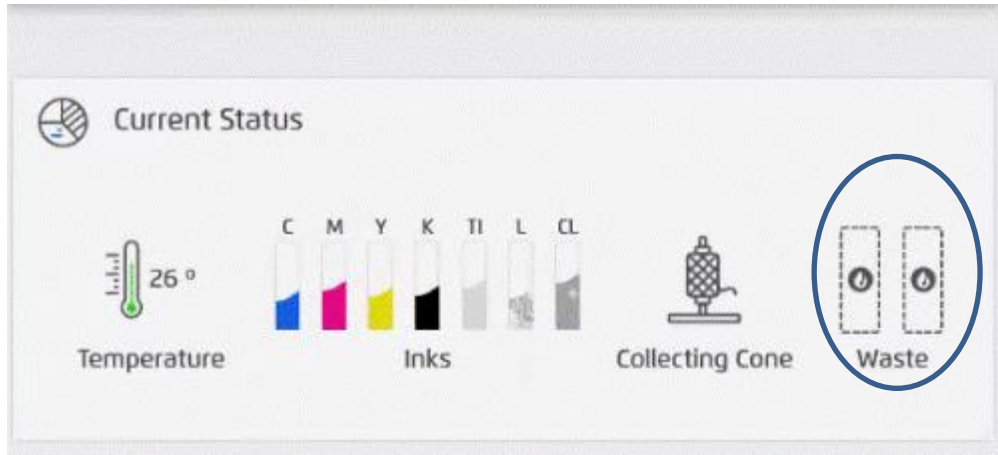 Current Status
C M Y K TI L CL
26 °
Temperature Inks Collecting Cone Waste